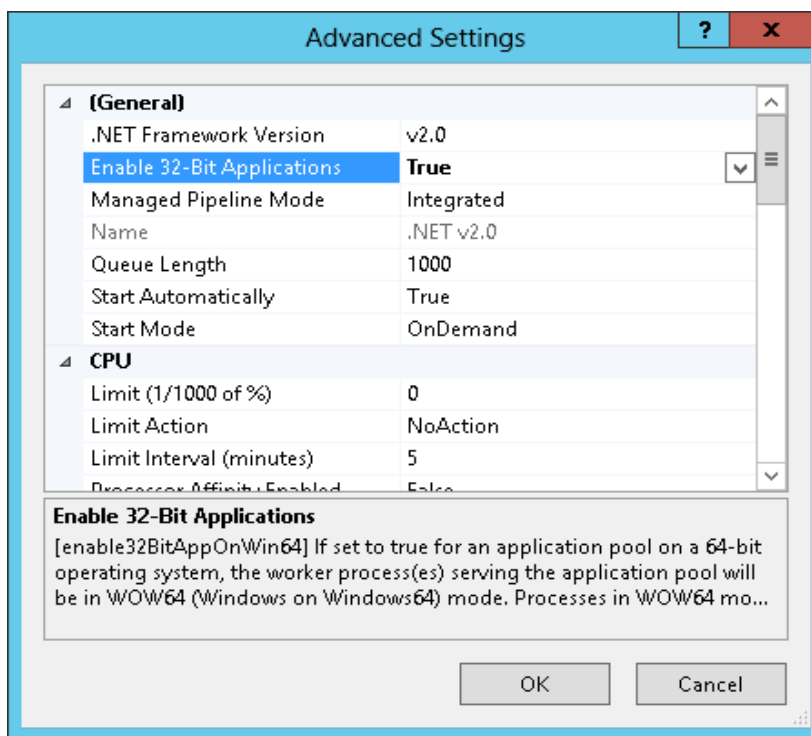 Advanced Settings
? x
(General)
.NET Framework Version v2.0
Enable 32-Bit Applications True
Managed Pipeline Mode Integrated
Name .NET v2.0
Queue Length 1000
Start Automatically True
Start Mode OnDemand
CPU
Limit (1/1000 of %) 0
Limit Action NoAction
Limit Interval (minutes) 5
Processor Affinity Enabled False
Enable 32-Bit Applications
[enable32BitAppOnWin64] If set to true for an application pool on a 64-bit
operating system, the worker process(es) serving the application pool will
be in WOW64 (Windows on Windows64) mode. Processes in WOW64 mo...
OK Cancel